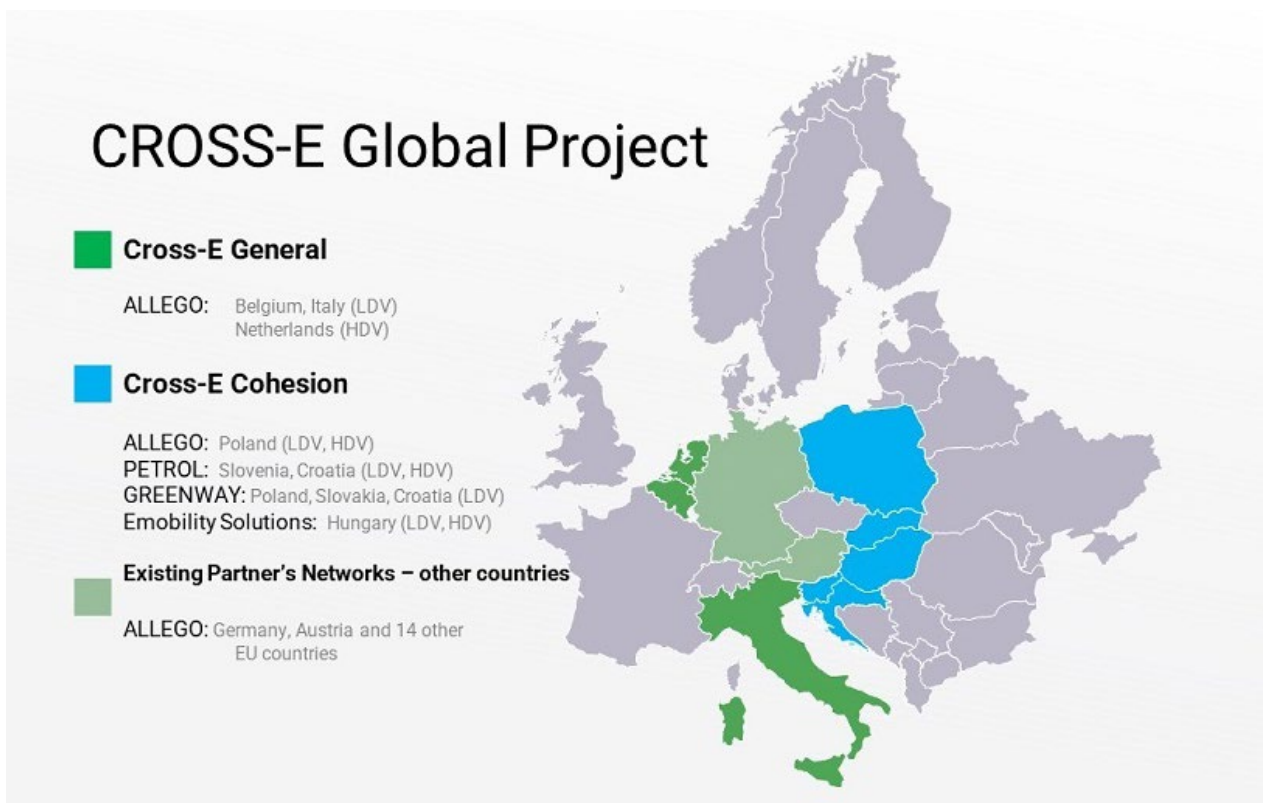 CROSS-E Global Project
Cross-E General
ALLEGO: Belgium, Italy (LDV)
Netherlands (HDV)
Cross-E Cohesion
ALLEGO: Poland (LDV, HDV)
PETROL: Slovenia, Croatia (LDV, HDV)
GREENWAY: Poland, Slovakia, Croatia (LDV)
Emobility Solutions: Hungary (LDV, HDV)
Existing Partner’s Networks – other countries
ALLEGO: Germany, Austria and 14 other
EU countries